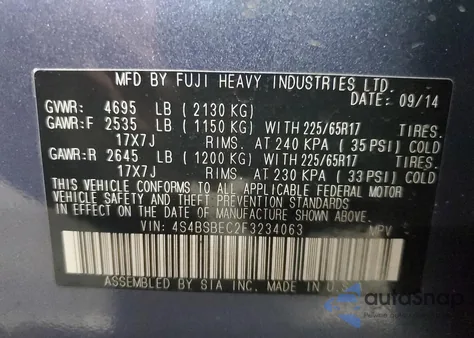 MFD BY FUJI HEAVY INDUSTRIES LTD.
DATE: 09/14
GVWR: 4695 LB (2130 KG)
GAWR:F 2535 LB (1150 KG) WITH 225/65R17 TIRES.
17X7J RIMS. AT 240 KPA (35 PSI) COLD
GAWR:R 2645 LB (1200 KG) WITH 225/65R17 TIRES.
17X7J RIMS. AT 230 KPA (33 PSI) COLD
THIS VEHICLE CONFORMS TO ALL APPLICABLE FEDERAL MOTOR
VEHICLE SAFETY AND THEFT PREVENTION STANDARDS IN
EFFECT ON THE DATE OF MANUFACTURE SHOWN ABOVE.
VIN: 4S4BSBEC2F3234063 MPV
ASSEMBLED BY SIA INC. MADE IN U.S.A
autoSnap